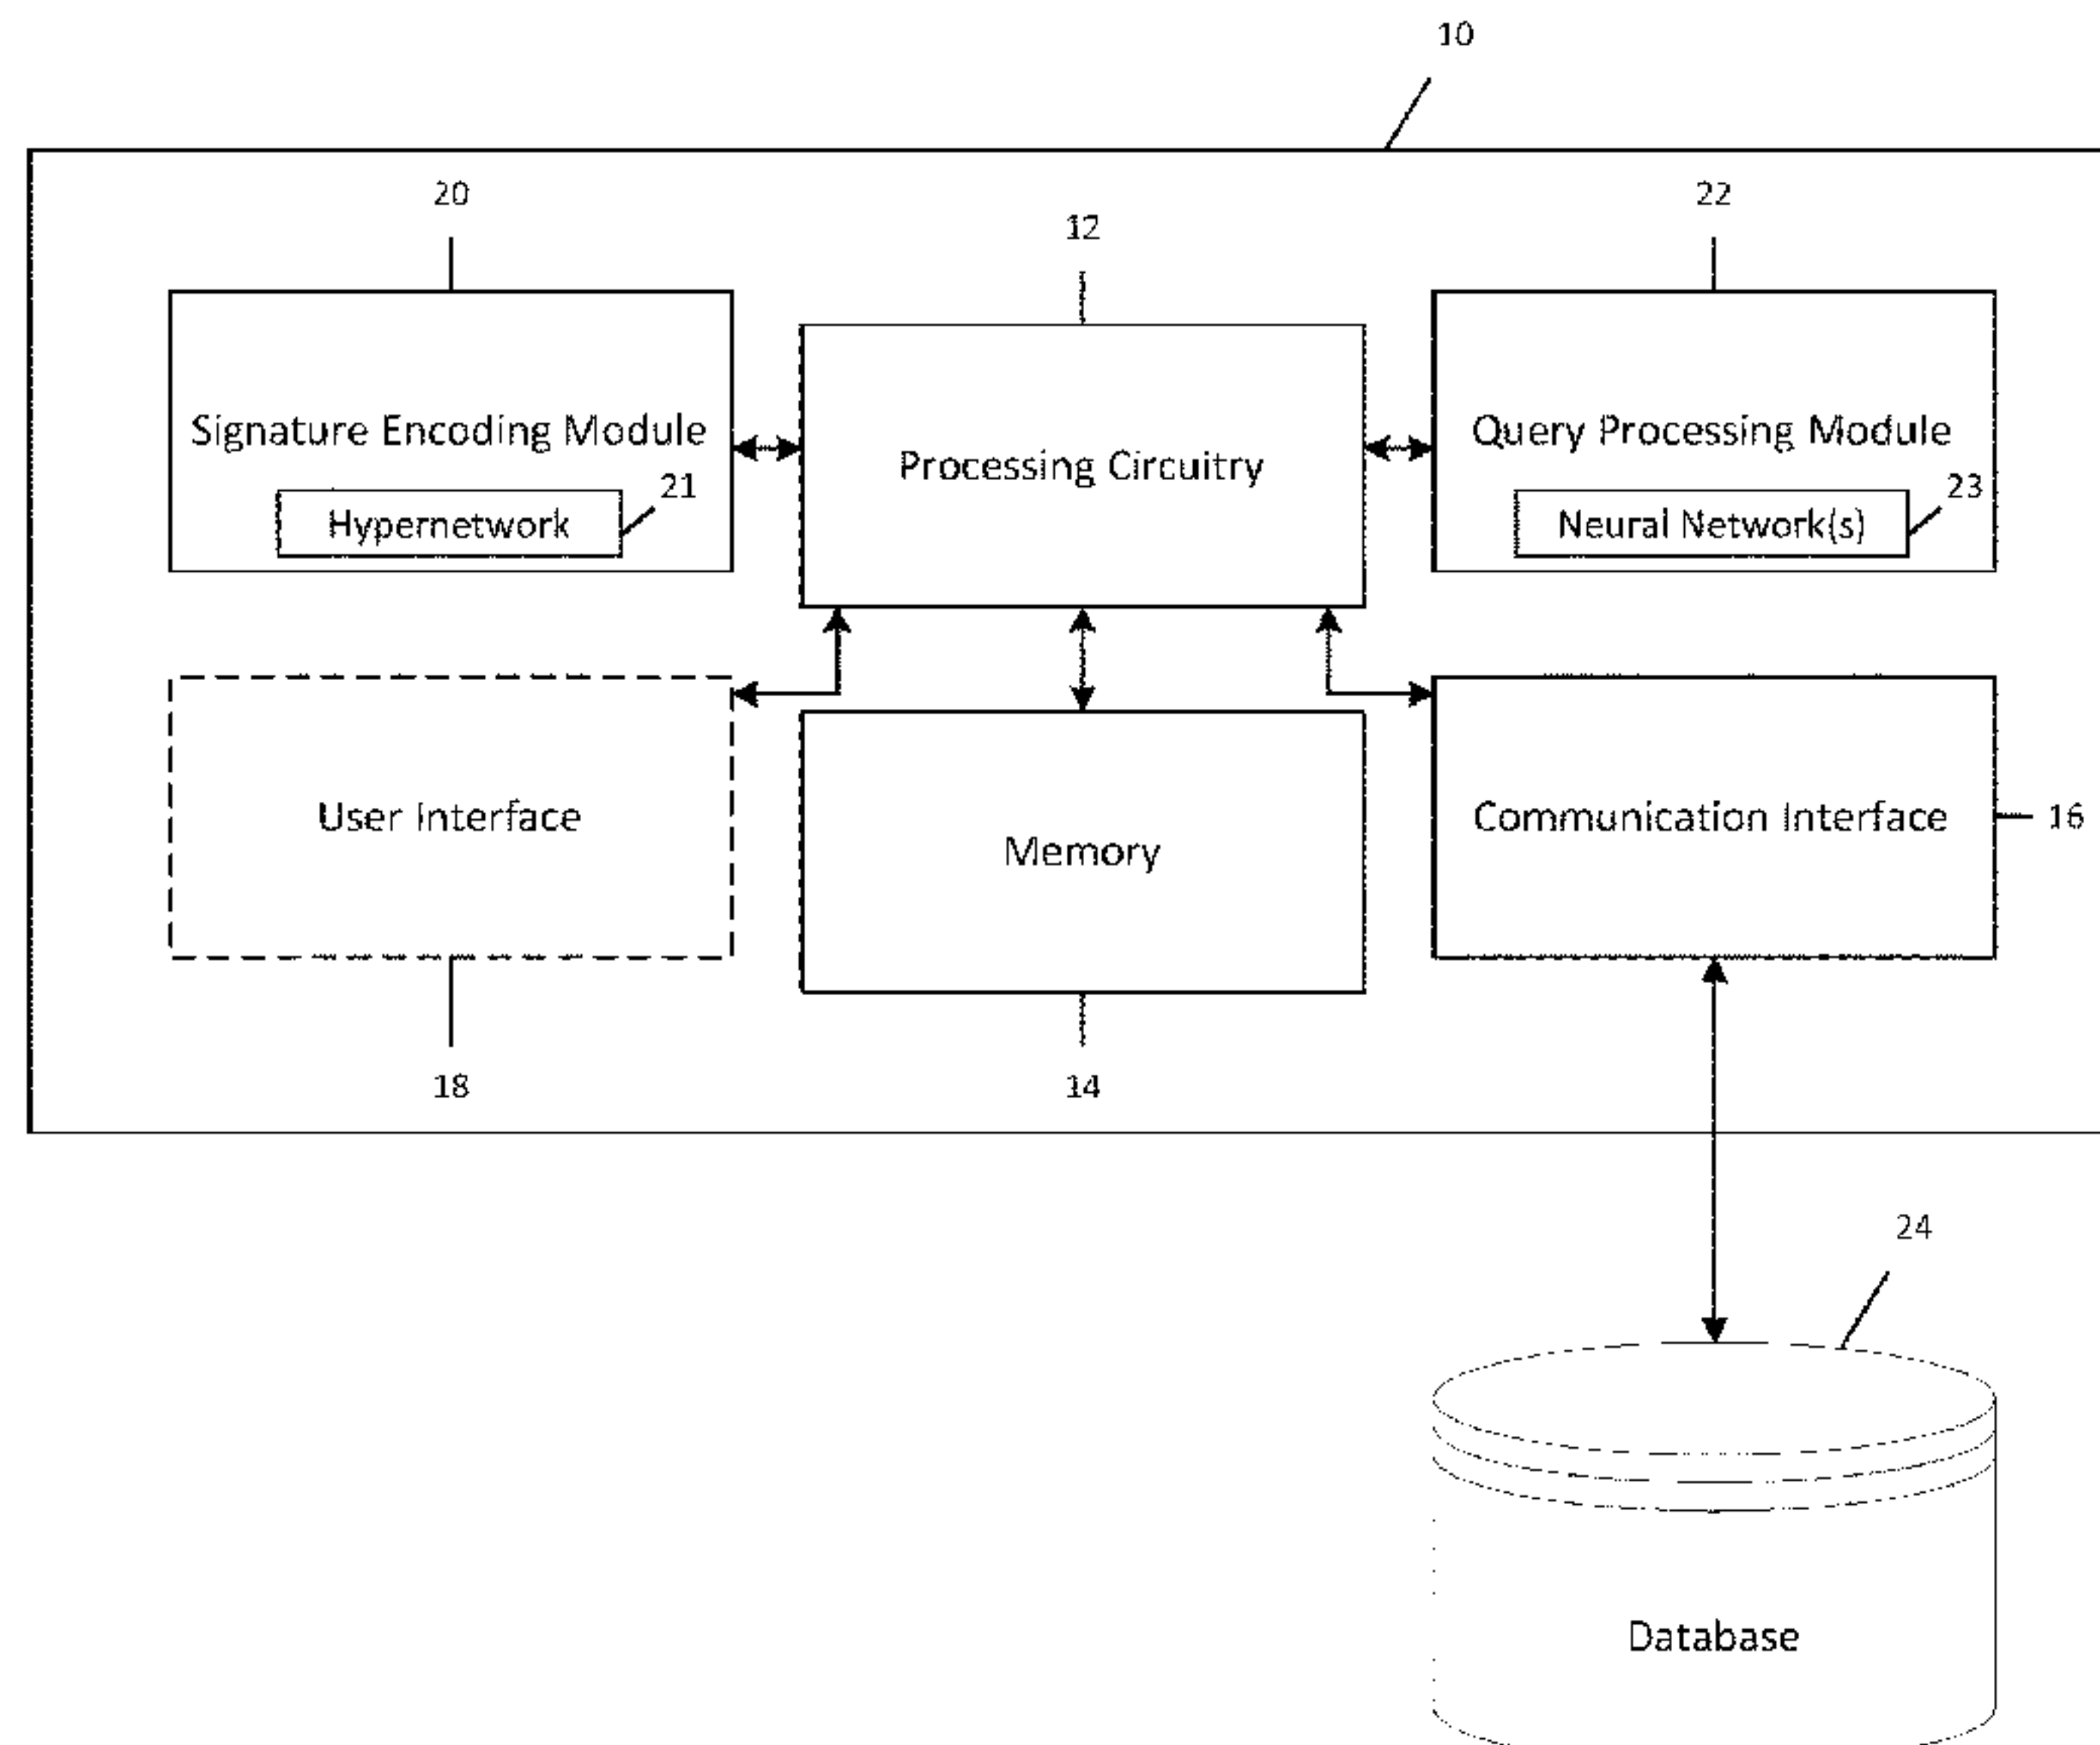 10
20
12
22
Signature Encoding Module
Processing Circuitry
Query Processing Module
21
Hypernetwork
23
Neural Network(s)
User Interface
Memory
Communication Interface
16
18
14
24
Database